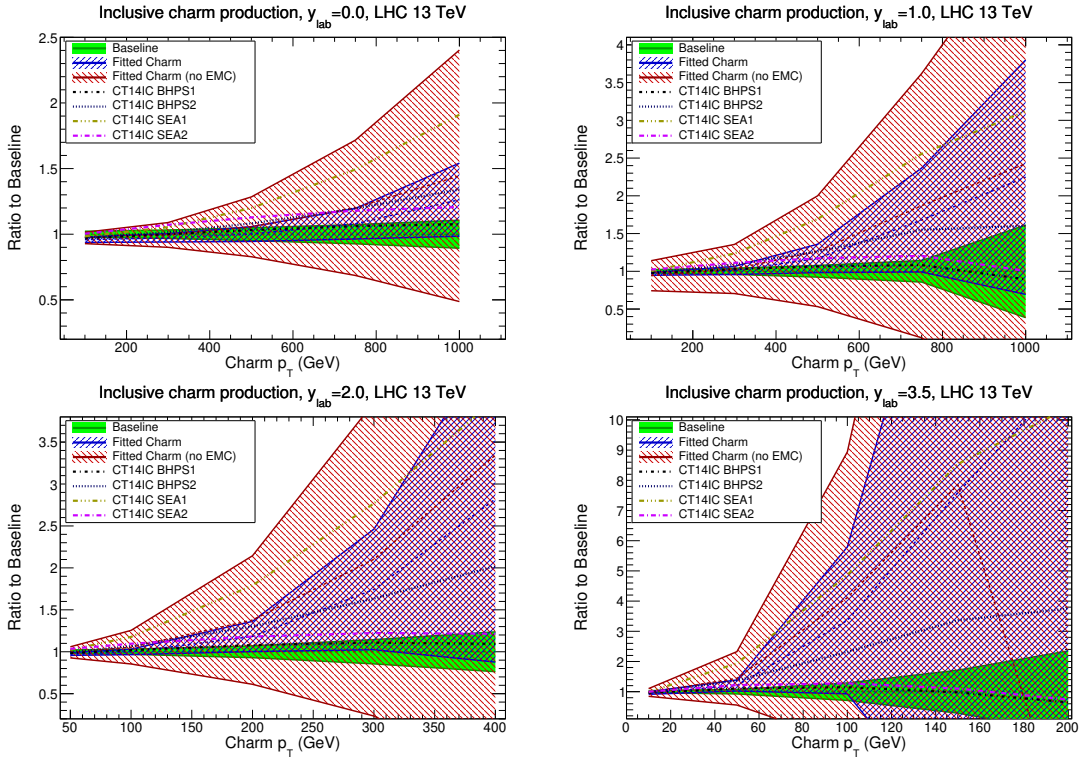 Inclusive charm production, y_lab=0.0, LHC 13 TeV
Ratio to Baseline
2.5
2
1.5
1
0.5
Baseline
Fitted Charm
Fitted Charm (no EMC)
CT14IC BHPS1
CT14IC BHPS2
CT14IC SEA1
CT14IC SEA2
200 400 600 800 1000
Charm p_T (GeV)
Inclusive charm production, y_lab=1.0, LHC 13 TeV
Ratio to Baseline
4
3.5
3
2.5
2
1.5
1
0.5
Baseline
Fitted Charm
Fitted Charm (no EMC)
CT14IC BHPS1
CT14IC BHPS2
CT14IC SEA1
CT14IC SEA2
200 400 600 800 1000
Charm p_T (GeV)
Inclusive charm production, y_lab=2.0, LHC 13 TeV
Ratio to Baseline
3.5
3
2.5
2
1.5
1
0.5
Baseline
Fitted Charm
Fitted Charm (no EMC)
CT14IC BHPS1
CT14IC BHPS2
CT14IC SEA1
CT14IC SEA2
50 100 150 200 250 300 350 400
Charm p_T (GeV)
Inclusive charm production, y_lab=3.5, LHC 13 TeV
Ratio to Baseline
10
9
8
7
6
5
4
3
2
1
Baseline
Fitted Charm
Fitted Charm (no EMC)
CT14IC BHPS1
CT14IC BHPS2
CT14IC SEA1
CT14IC SEA2
0 20 40 60 80 100 120 140 160 180 200
Charm p_T (GeV)